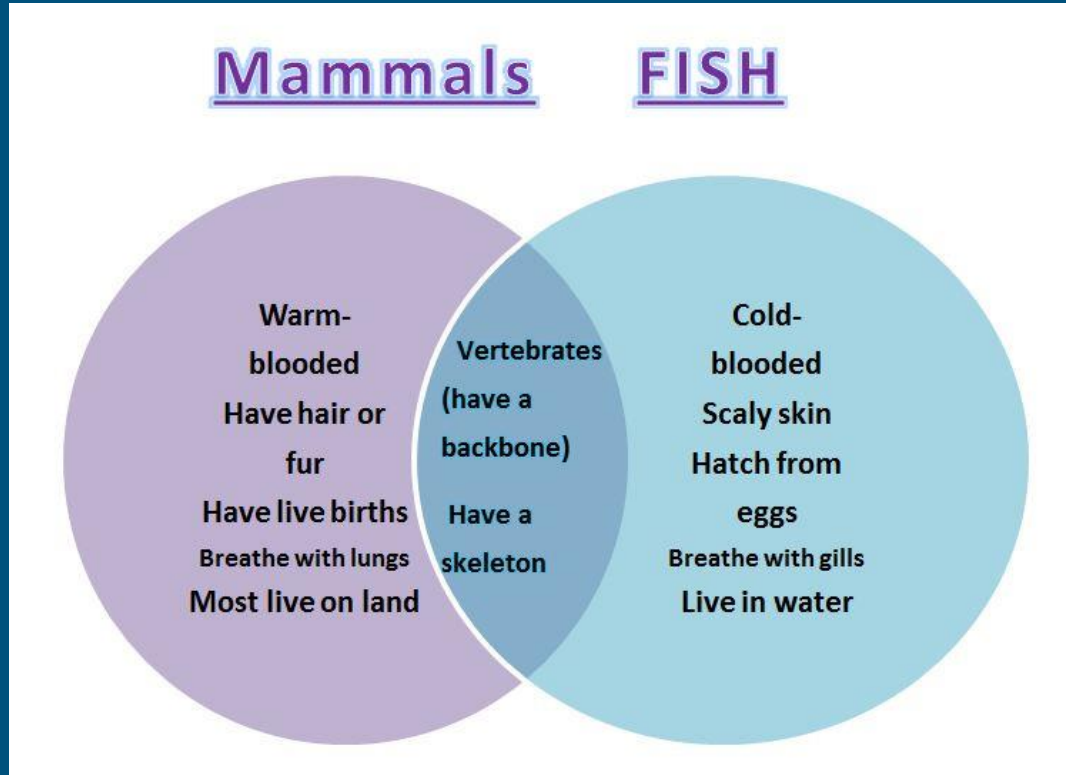 Mammals FISH
Warm-
blooded
Have hair or
fur
Have live births
Breathe with lungs
Most live on land
Vertebrates
(have a
backbone)
Have a
skeleton
Cold-
blooded
Scaly skin
Hatch from
eggs
Breathe with gills
Live in water